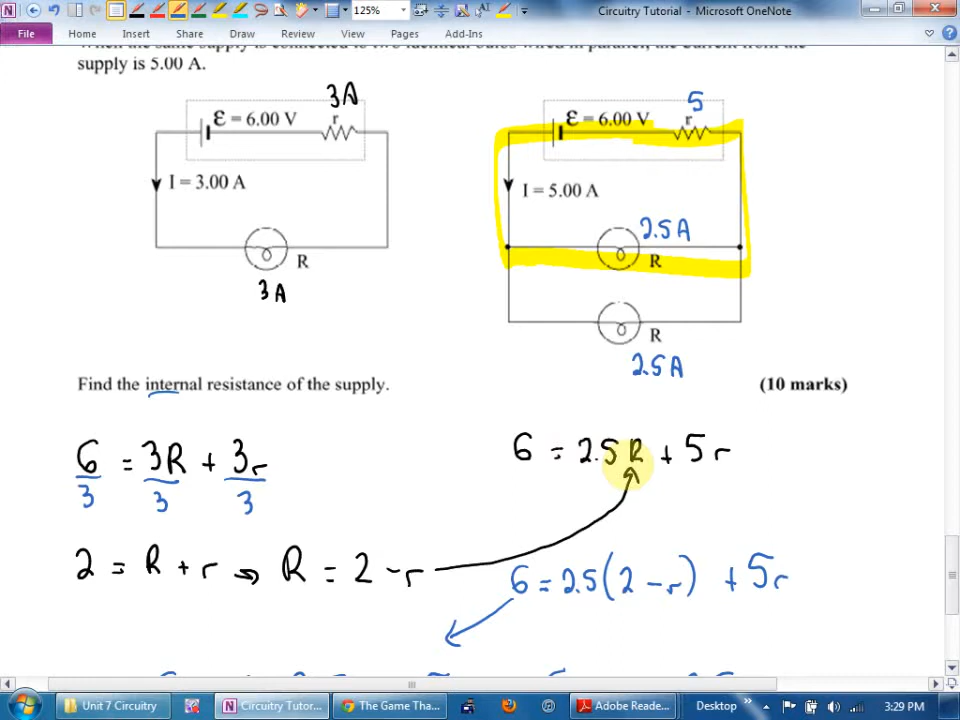 Circuitry Tutorial - Microsoft OneNote
125%
File Home Insert Share Draw Review View Pages Add-Ins
supply is 5.00 A.
3A
5
ε = 6.00 V r
ε = 6.00 V r
I = 3.00 A
I = 5.00 A
2.5A
R
R
3A
R
2.5A
Find the internal resistance of the supply. (10 marks)
6 = 3R + 3r
3 3 3
6 = 2.5R + 5r
2 = R + r ⇒ R = 2 - r
6 = 2.5(2 - r) + 5r
Unit 7 Circuitry
Circuitry Tutor...
The Game Tha...
Adobe Reade...
Desktop
3:29 PM